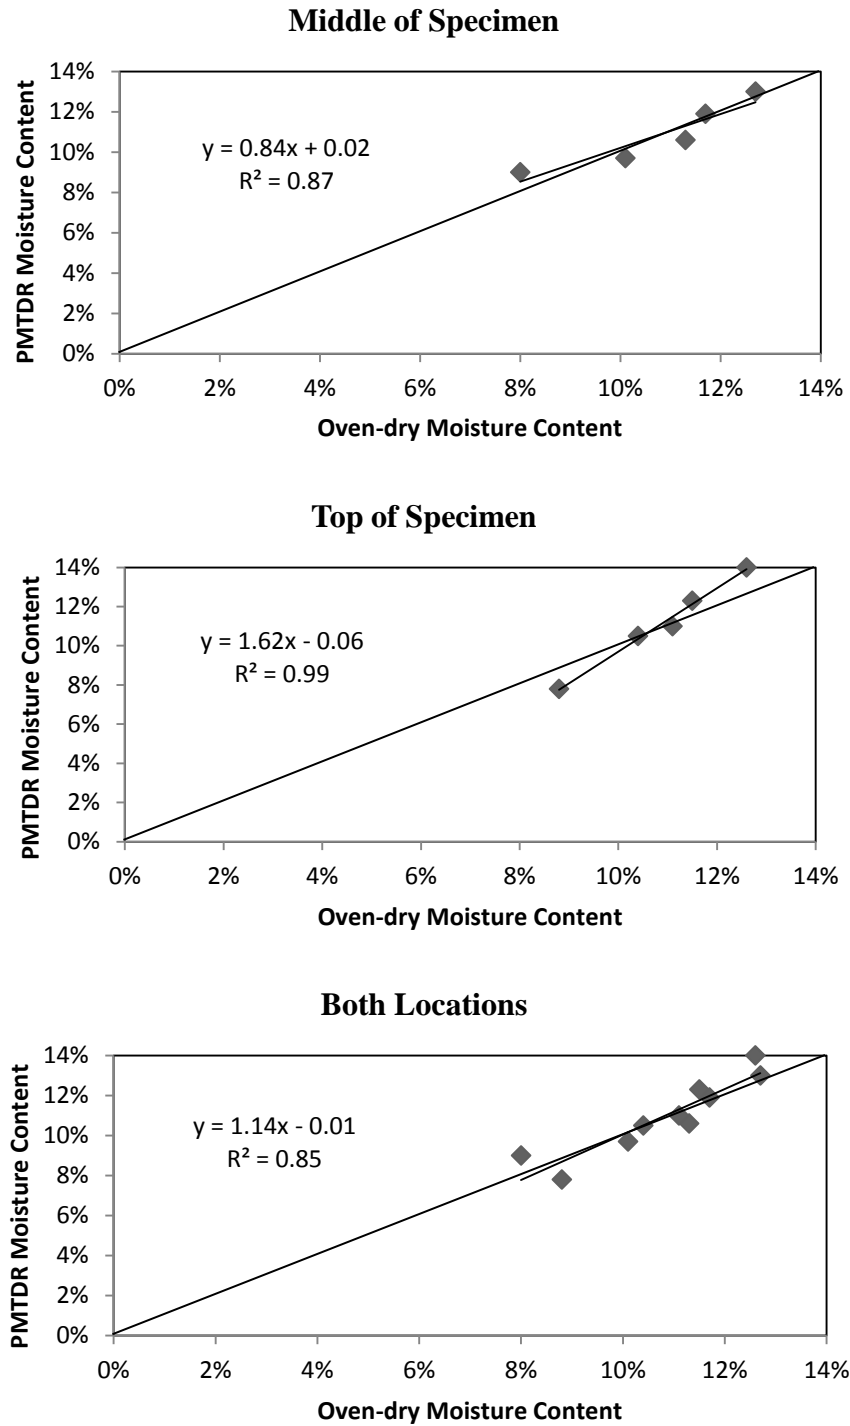 Middle of Specimen
PMTDR Moisture Content
14%
12%
10%
8%
6%
4%
2%
0%
y = 0.84x + 0.02
R² = 0.87
0% 2% 4% 6% 8% 10% 12% 14%
Oven-dry Moisture Content
Top of Specimen
PMTDR Moisture Content
14%
12%
10%
8%
6%
4%
2%
0%
y = 1.62x - 0.06
R² = 0.99
0% 2% 4% 6% 8% 10% 12% 14%
Oven-dry Moisture Content
Both Locations
PMTDR Moisture Content
14%
12%
10%
8%
6%
4%
2%
0%
y = 1.14x - 0.01
R² = 0.85
0% 2% 4% 6% 8% 10% 12% 14%
Oven-dry Moisture Content